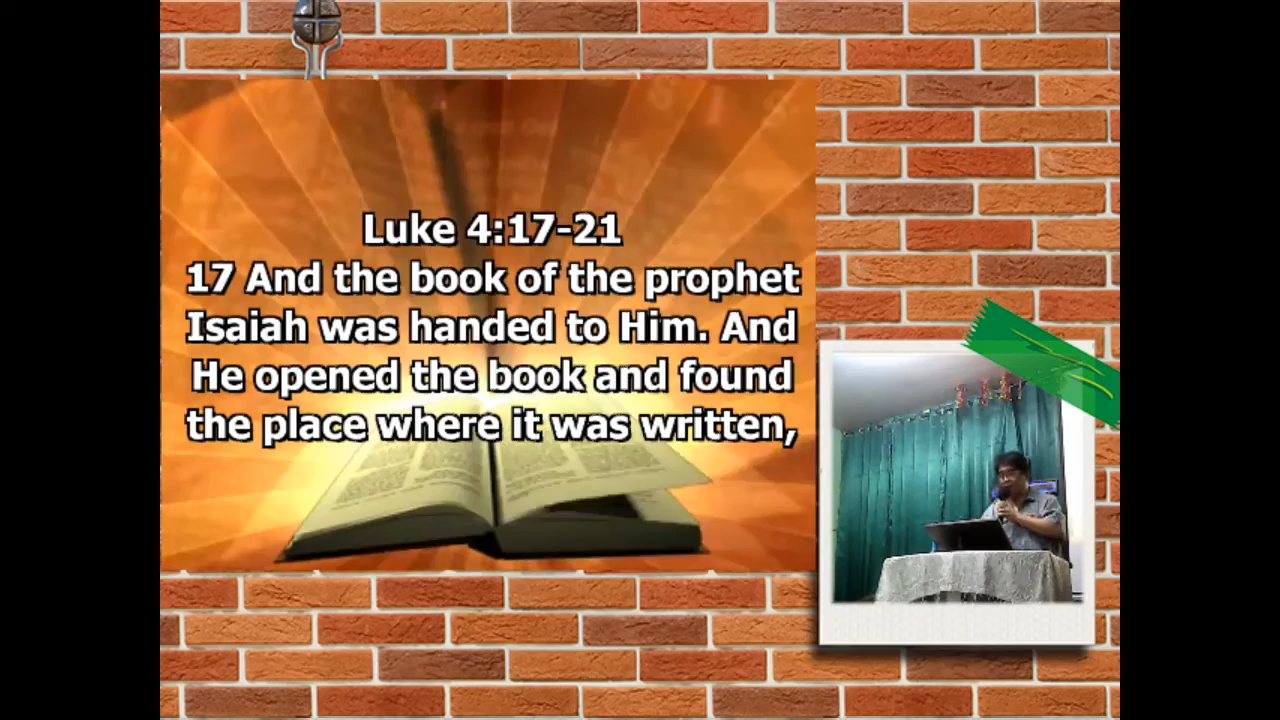 Luke 4:17-21
17 And the book of the prophet
Isaiah was handed to Him. And
He opened the book and found
the place where it was written,